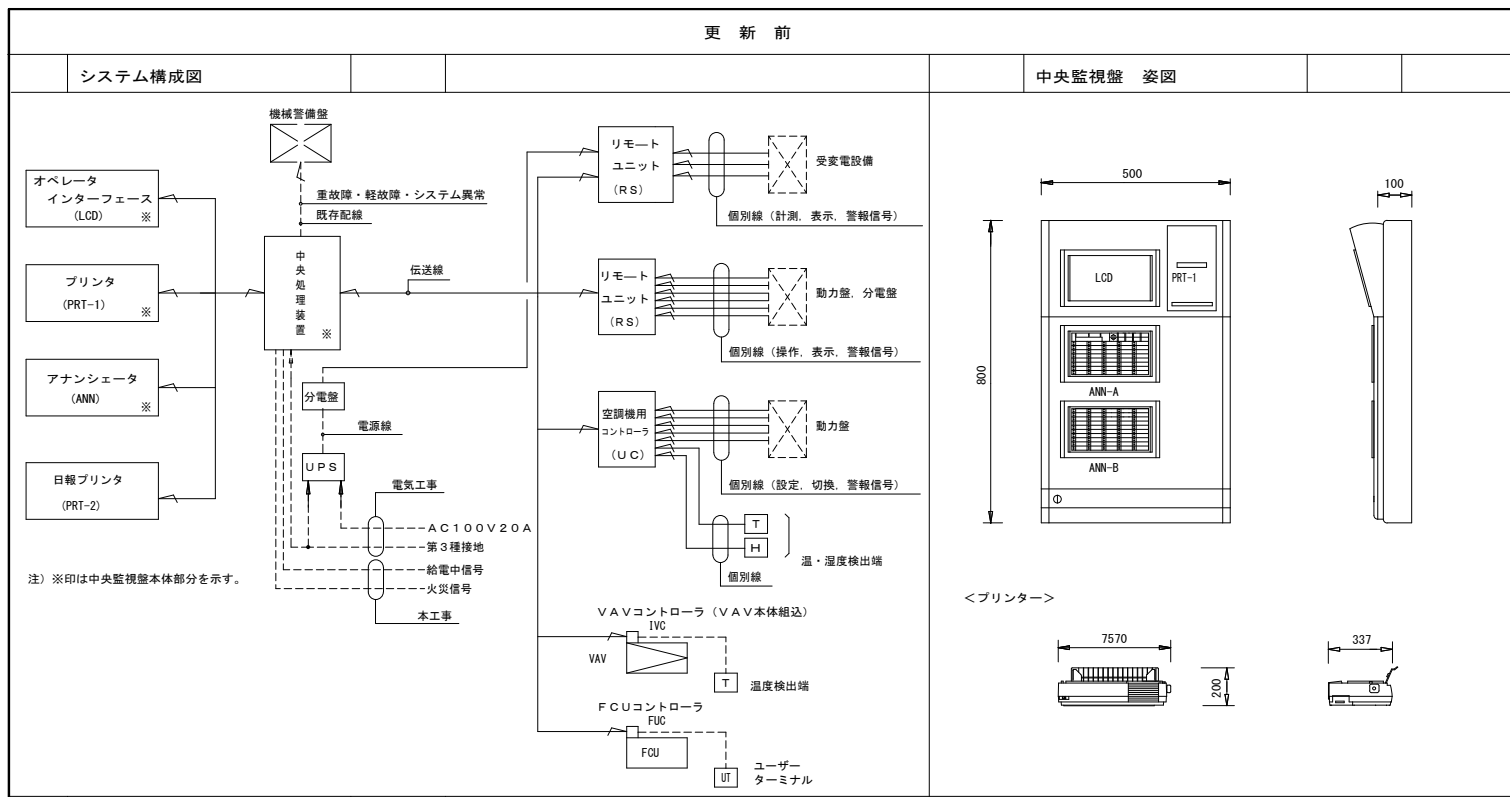 更 新 前
システム構成図
中央監視盤 姿図
機械警備盤
オペレータ
インターフェース
(LCD) ※
プリンタ
(PRT-1) ※
アナンシェータ
(ANN) ※
日報プリンタ
(PRT-2)
注）※印は中央監視盤本体部分を示す。
重故障・軽故障・システム異常
既存配線
中央処理装置 ※
伝送線
分電盤
電源線
UPS
電気工事
AC100V20A
第3種接地
給電中信号
火災信号
本工事
リモート
ユニット
(RS)
受変電設備
個別線（計測．表示．警報信号）
リモート
ユニット
(RS)
動力盤．分電盤
個別線（操作．表示．警報信号）
空調機用
コントローラ
(UC)
動力盤
個別線（設定．切換．警報信号）
T
H
温・湿度検出端
個別線
VAVコントローラ（VAV本体組込）
IVC
VAV
T
温度検出端
FCUコントローラ
FUC
FCU
UT
ユーザー
ターミナル
500
100
800
LCD
PRT-1
ANN-A
ANN-B
＜プリンター＞
7570
200
337